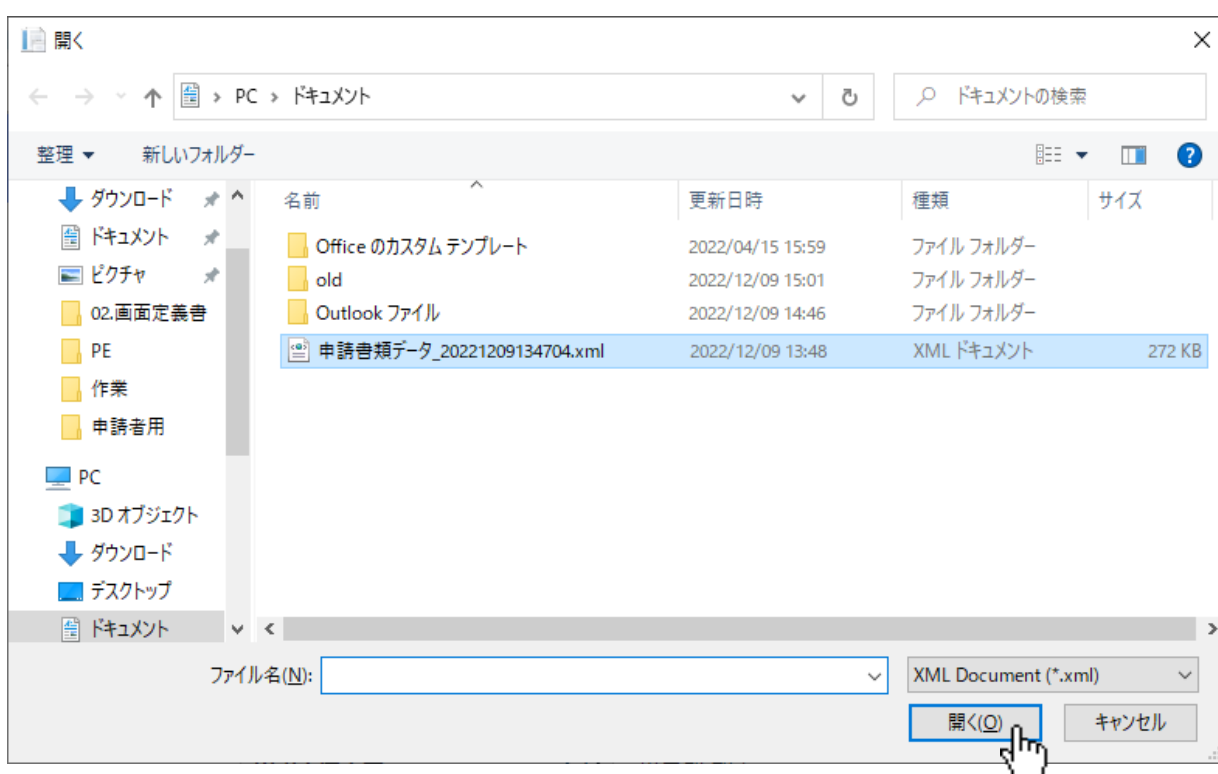 開く
PC › ドキュメント
ドキュメントの検索
整理 新しいフォルダー
名前 更新日時 種類 サイズ
ダウンロード
ドキュメント
ピクチャ
02.画面定義書
PE
作業
申請者用
PC
3D オブジェクト
ダウンロード
デスクトップ
ドキュメント
Office のカスタム テンプレート 2022/04/15 15:59 ファイル フォルダー
old 2022/12/09 15:01 ファイル フォルダー
Outlook ファイル 2022/12/09 14:46 ファイル フォルダー
申請書類データ_20221209134704.xml 2022/12/09 13:48 XML ドキュメント 272 KB
ファイル名(N): XML Document (*.xml)
開く(O) キャンセル